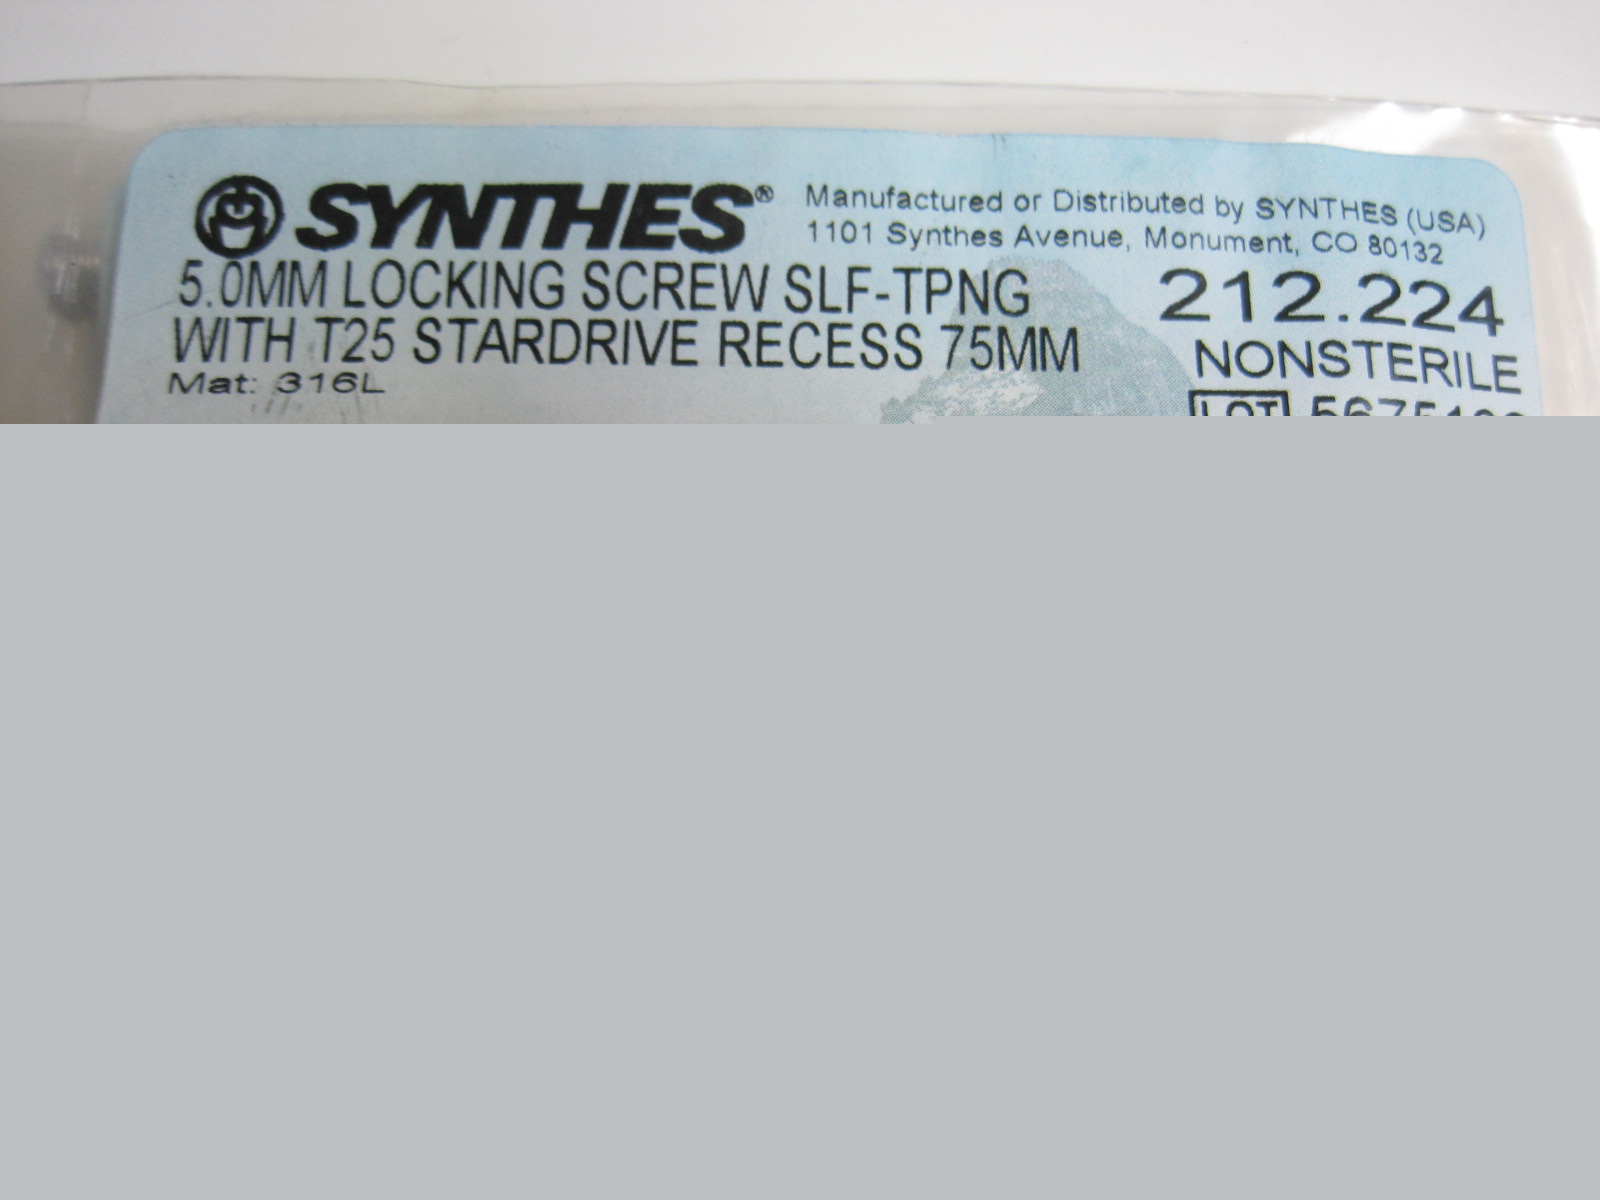 SYNTHES®
Manufactured or Distributed by SYNTHES (USA)
1101 Synthes Avenue, Monument, CO 80132
5.0MM LOCKING SCREW SLF-TPNG
WITH T25 STARDRIVE RECESS 75MM
Mat: 316L
212.224
NONSTERILE
LOT